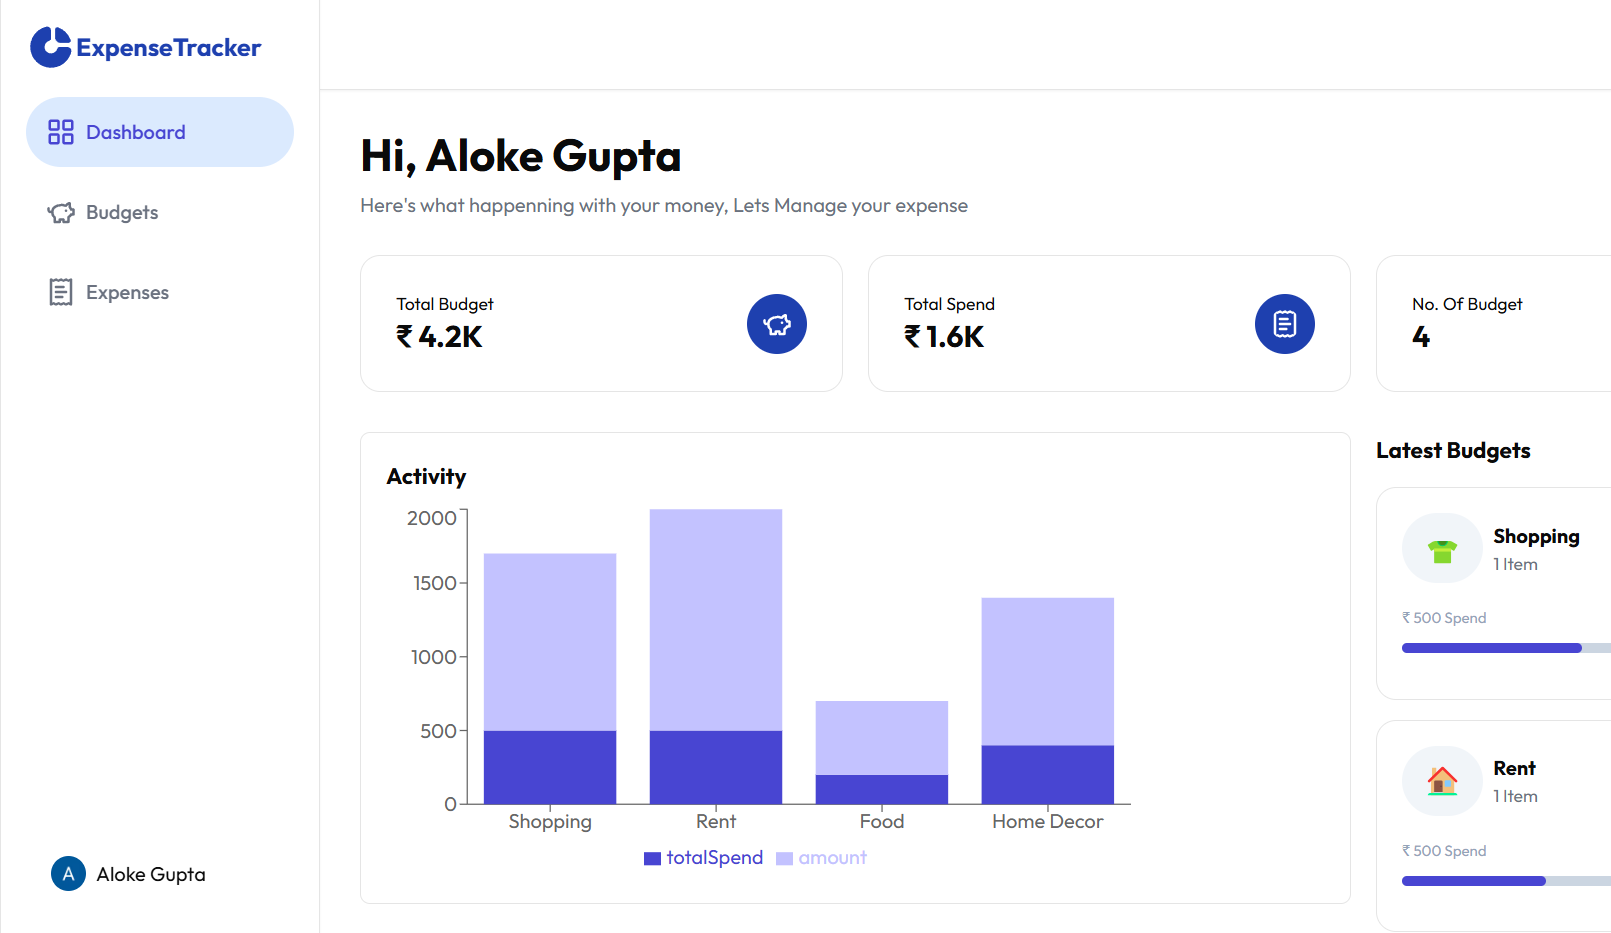 ExpenseTracker
Dashboard
Budgets
Expenses
A Aloke Gupta
Hi, Aloke Gupta
Here's what happenning with your money, Lets Manage your expense
Total Budget
₹ 4.2K
Total Spend
₹ 1.6K
No. Of Budget
4
Activity
2000
1500
1000
500
0
Shopping Rent Food Home Decor
totalSpend amount
Latest Budgets
Shopping
1 Item
₹ 500 Spend
Rent
1 Item
₹ 500 Spend